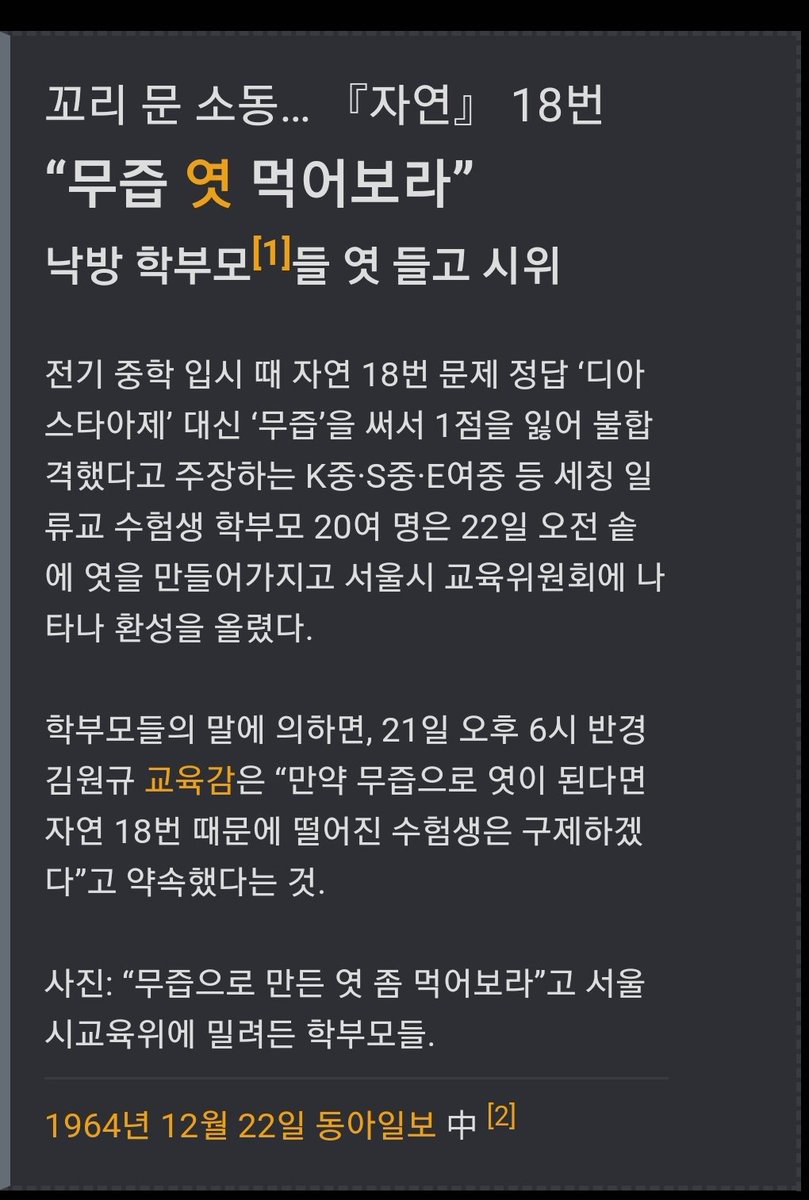 꼬리 문 소동… 『자연』 18번
“무즙 엿 먹어보라”
낙방 학부모[1]들 엿 들고 시위
전기 중학 입시 때 자연 18번 문제 정답 ‘디아
스타아제’ 대신 ‘무즙’을 써서 1점을 잃어 불합
격했다고 주장하는 K중·S중·E여중 등 세칭 일
류교 수험생 학부모 20여 명은 22일 오전 솥
에 엿을 만들어가지고 서울시 교육위원회에 나
타나 환성을 올렸다.
학부모들의 말에 의하면, 21일 오후 6시 반경
김원규 교육감은 “만약 무즙으로 엿이 된다면
자연 18번 때문에 떨어진 수험생은 구제하겠
다”고 약속했다는 것.
사진: “무즙으로 만든 엿 좀 먹어보라”고 서울
시교육위에 밀려든 학부모들.
1964년 12월 22일 동아일보 中 [2]